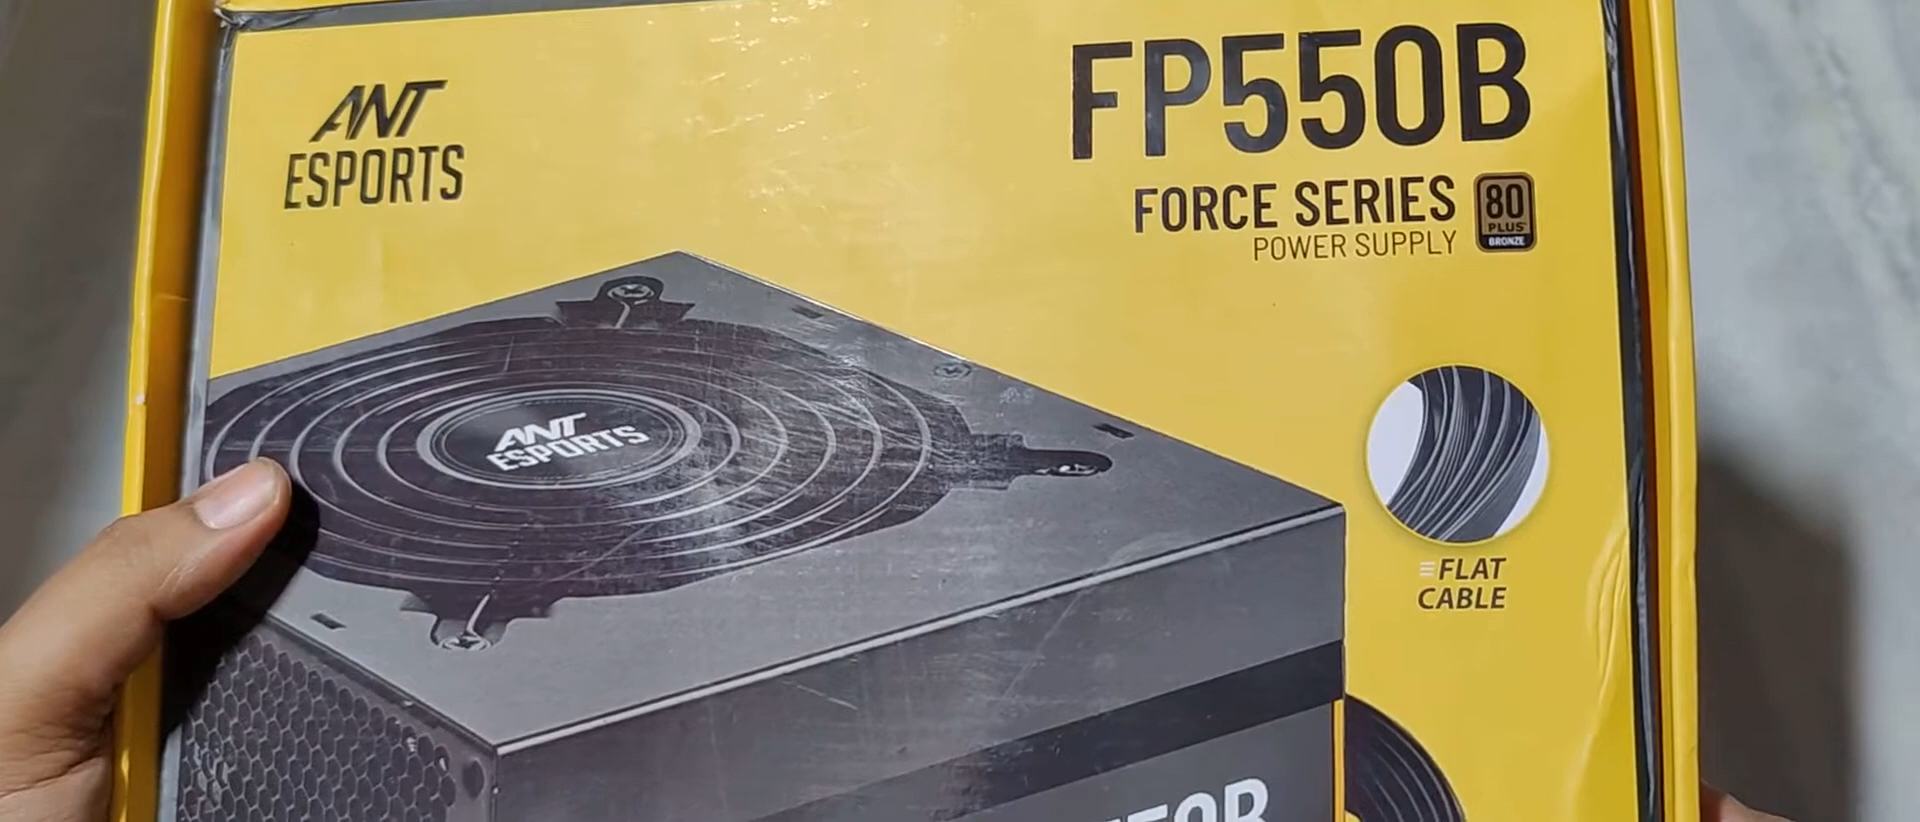 ANT
ESPORTS
FP550B
FORCE SERIES
POWER SUPPLY
80
PLUS
BRONZE
ANT
ESPORTS
FLAT
CABLE